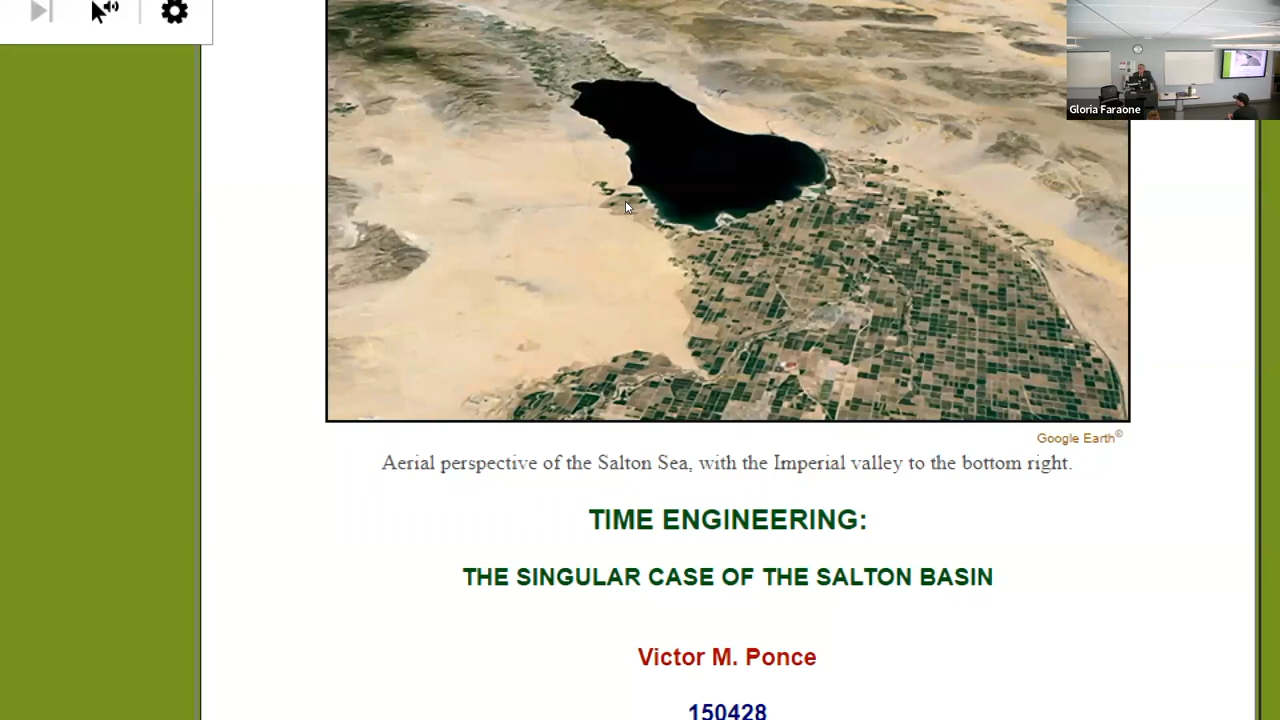 Gloria Faraone
Google Earth©
Aerial perspective of the Salton Sea, with the Imperial valley to the bottom right.
TIME ENGINEERING:
THE SINGULAR CASE OF THE SALTON BASIN
Victor M. Ponce
150428